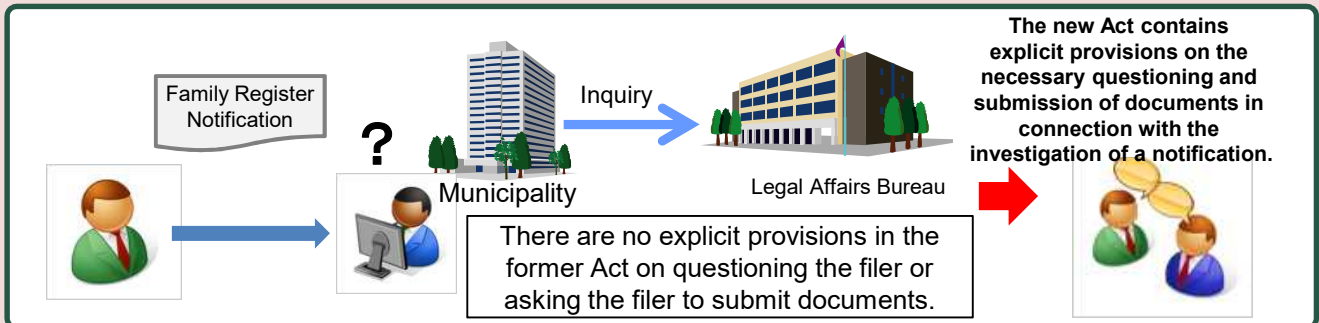 Family Register
Notification
?
Municipality
Inquiry
Legal Affairs Bureau
There are no explicit provisions in the
former Act on questioning the filer or
asking the filer to submit documents.
The new Act contains
explicit provisions on the
necessary questioning and
submission of documents in
connection with the
investigation of a notification.